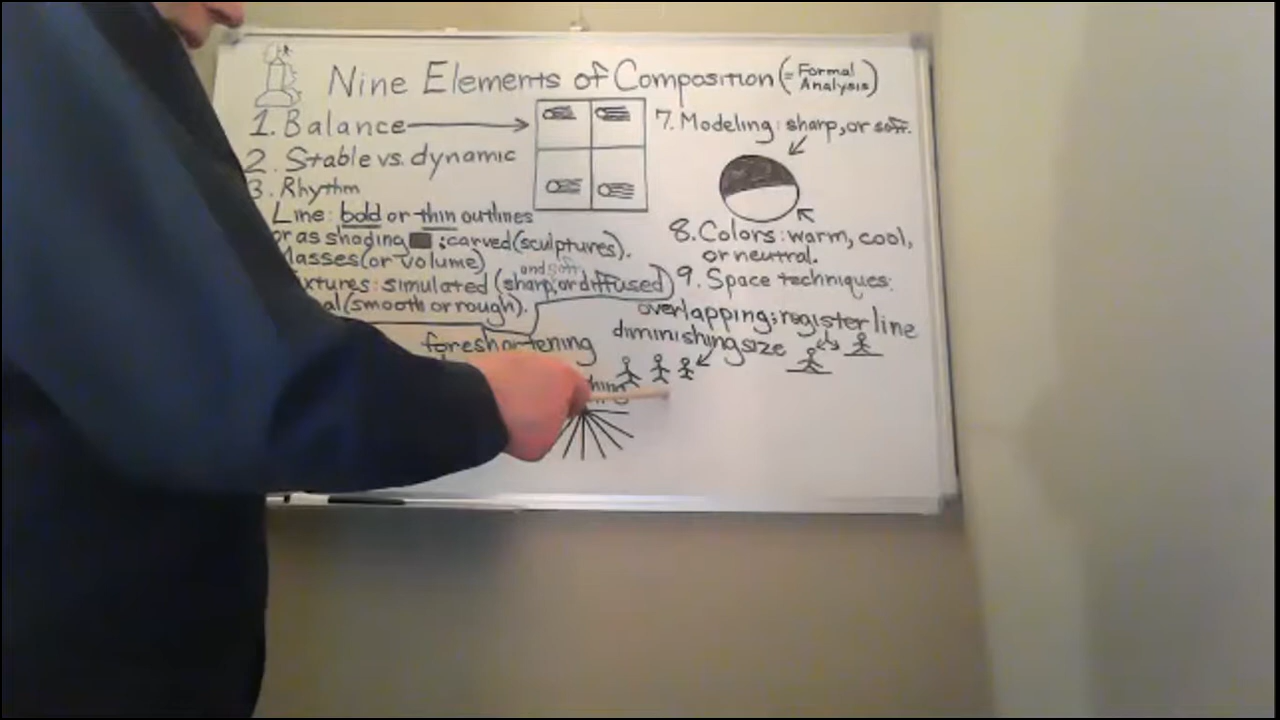 Nine Elements of Composition (= Formal Analysis)
1. Balance
2. Stable vs. dynamic
3. Rhythm
Line: bold or thin outlines
or as shading ; carved (sculptures).
Masses (or volume)
and soft,
xtures: simulated (sharp, or diffused)
al (smooth or rough).
foreshortening
hing
7. Modeling: sharp, or soft.
8. Colors: warm, cool,
or neutral.
9. Space techniques:
overlapping; register line
diminishing size